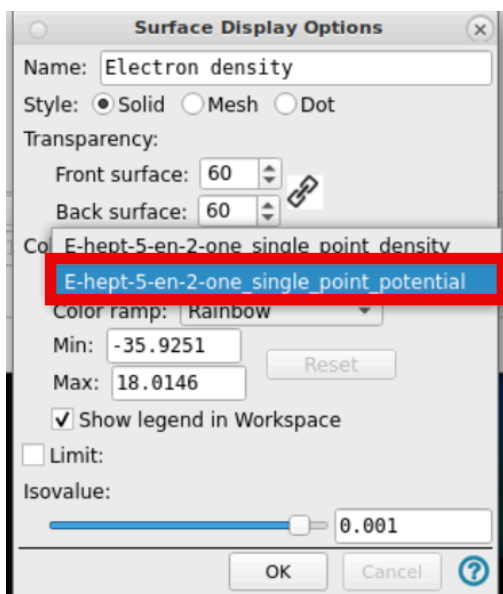 Surface Display Options
Name: Electron density
Style: Solid Mesh Dot
Transparency:
Front surface: 60
Back surface: 60
Co
E-hept-5-en-2-one_single_point_density
E-hept-5-en-2-one_single_point_potential
Color ramp: Rainbow
Min: -35.9251
Reset
Max: 18.0146
Show legend in Workspace
Limit:
Isovalue:
0.001
OK Cancel ?